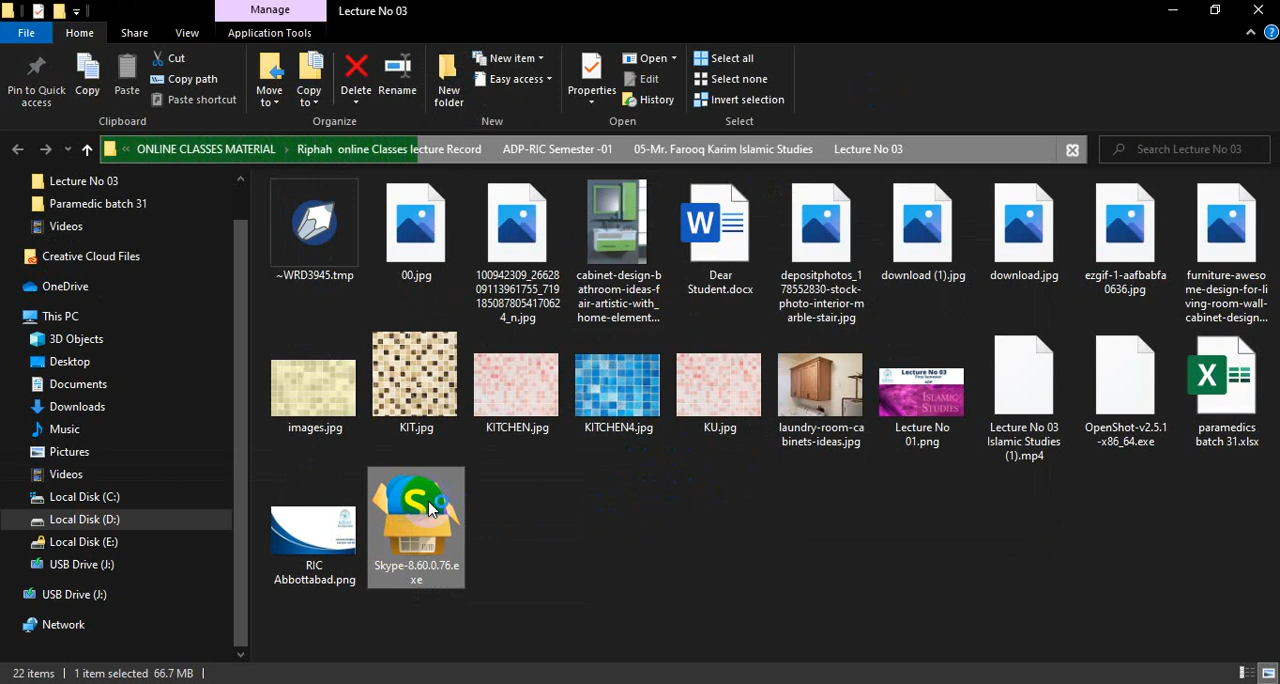 Manage
Lecture No 03
File
Home
Share
View
Application Tools
Pin to Quick
access
Copy
Paste
Cut
Copy path
Paste shortcut
Clipboard
Move
to
Copy
to
Delete
Rename
Organize
New
folder
New item
Easy access
New
Properties
Open
Edit
History
Open
Select all
Select none
Invert selection
Select
ONLINE CLASSES MATERIAL
Riphah online Classes lecture Record
ADP-RIC Semester -01
05-Mr. Farooq Karim Islamic Studies
Lecture No 03
Search Lecture No 03
Lecture No 03
Paramedic batch 31
Videos
Creative Cloud Files
OneDrive
This PC
3D Objects
Desktop
Documents
Downloads
Music
Pictures
Videos
Local Disk (C:)
Local Disk (D:)
Local Disk (E:)
USB Drive (J:)
USB Drive (J:)
Network
~WRD3945.tmp
00.jpg
100942309_26628
09113961755_719
18508780541706​2
4_n.jpg
cabinet-design-b
athroom-ideas-f
air-artistic-with_
home-element...
Dear
Student.docx
depositphotos_1
78552830-stock-
photo-interior-m
arble-stair.jpg
download (1).jpg
download.jpg
ezgif-1-aafbabfa
0636.jpg
furniture-aweso
me-design-for-li
ving-room-wall-
cabinet-design...
images.jpg
KIT.jpg
KITCHEN.jpg
KITCHEN4.jpg
KU.jpg
laundry-room-ca
binets-ideas.jpg
Lecture No 03
ADP
ISLAMIC
STUDIES
Lecture No
01.png
Lecture No 03
Islamic Studies
(1).mp4
OpenShot-v2.5.1
-x86_64.exe
paramedics
batch 31.xlsx
RIC
Abbottabad.png
Skype-8.60.0.76.e
xe
22 items
1 item selected 66.7 MB